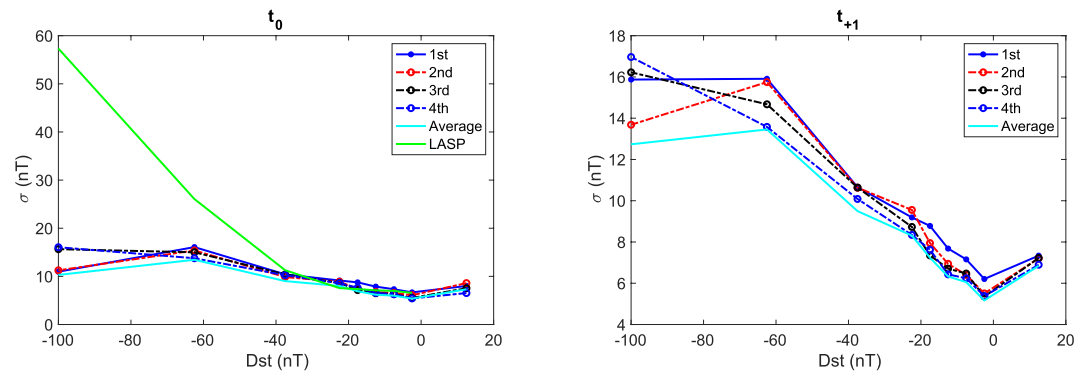 t0
60
50
40
30
20
10
0
σ (nT)
-100
-80
-60
-40
-20
0
20
Dst (nT)
1st
2nd
3rd
4th
Average
LASP
t+1
18
16
14
12
10
8
6
4
σ (nT)
-100
-80
-60
-40
-20
0
20
Dst (nT)
1st
2nd
3rd
4th
Average